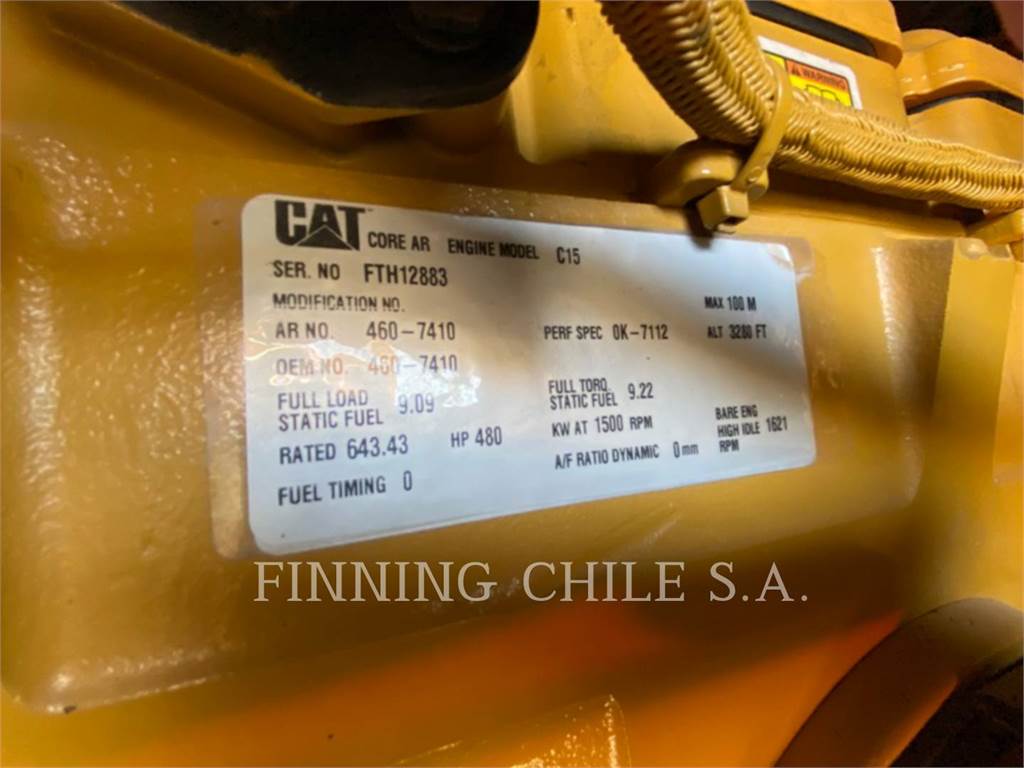 WARNING
CAT CORE AR ENGINE MODEL C15
SER. NO FTH12883
MODIFICATION NO. MAX 100 M
AR NO. 460-7410 PERF SPEC 0K-7112 ALT 3280 FT
OEM NO. 460-7410
FULL LOAD STATIC FUEL 9.09 FULL TORQ STATIC FUEL 9.22
RATED 643.43 HP 480 KW AT 1500 RPM BARE ENG HIGH IDLE 1621 RPM
FUEL TIMING 0 A/F RATIO DYNAMIC 0mm
FINNING CHILE S.A.